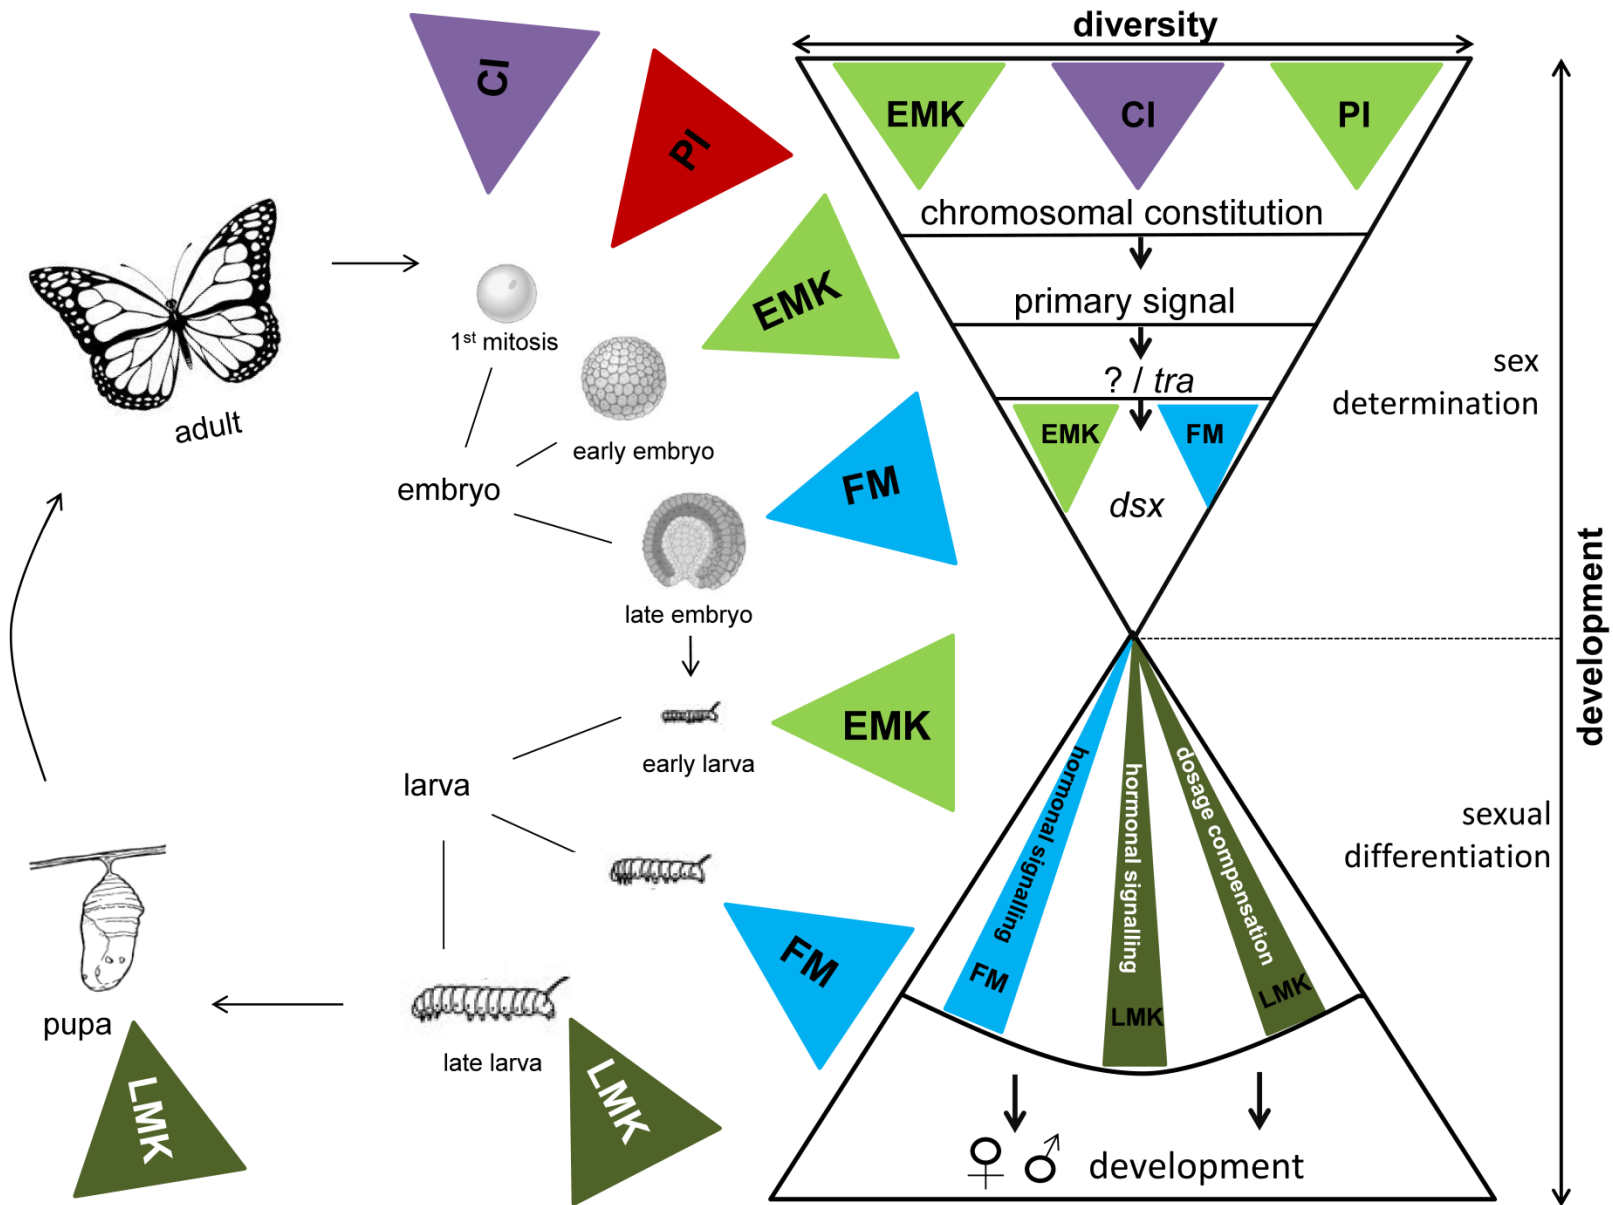 CI
PI
EMK
FM
EMK
FM
LMK
LMK
adult
1st mitosis
early embryo
embryo
late embryo
early larva
larva
late larva
pupa
diversity
EMK
CI
PI
chromosomal constitution
primary signal
? / tra
EMK
FM
dsx
sex
determination
development
hormonal signalling
FM
hormonal signalling
LMK
dosage compensation
LMK
sexual
differentiation
♀ ♂ development